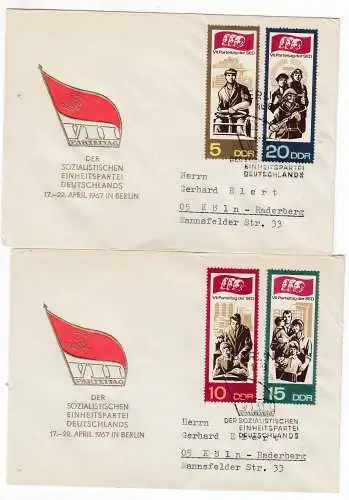 VII. Parteitag der SED
VII. Parteitag der SED
5 DDR
20 DDR
VII
PARTEITAG
DER
SOZIALISTISCHEN
EINHEITSPARTEI
DEUTSCHLANDS
17.–22. APRIL 1967 IN BERLIN
EINHEITSPARTEI
DEUTSCHLANDS
Herrn
Gerhard Elert
05 Köln-Raderberg
Mannsfelder Str. 33
VII. Parteitag der SED
VII. Parteitag der SED
10 DDR
15 DDR
VII
PARTEITAG
DER
SOZIALISTISCHEN
EINHEITSPARTEI
DEUTSCHLANDS
17.–22. APRIL 1967 IN BERLIN
DER SOZIALISTISCHEN
EINHEITSPARTEI
DEUTSCHLANDS
Herrn
Gerhard
05 Köln-Raderberg
Mannsfelder Str. 33